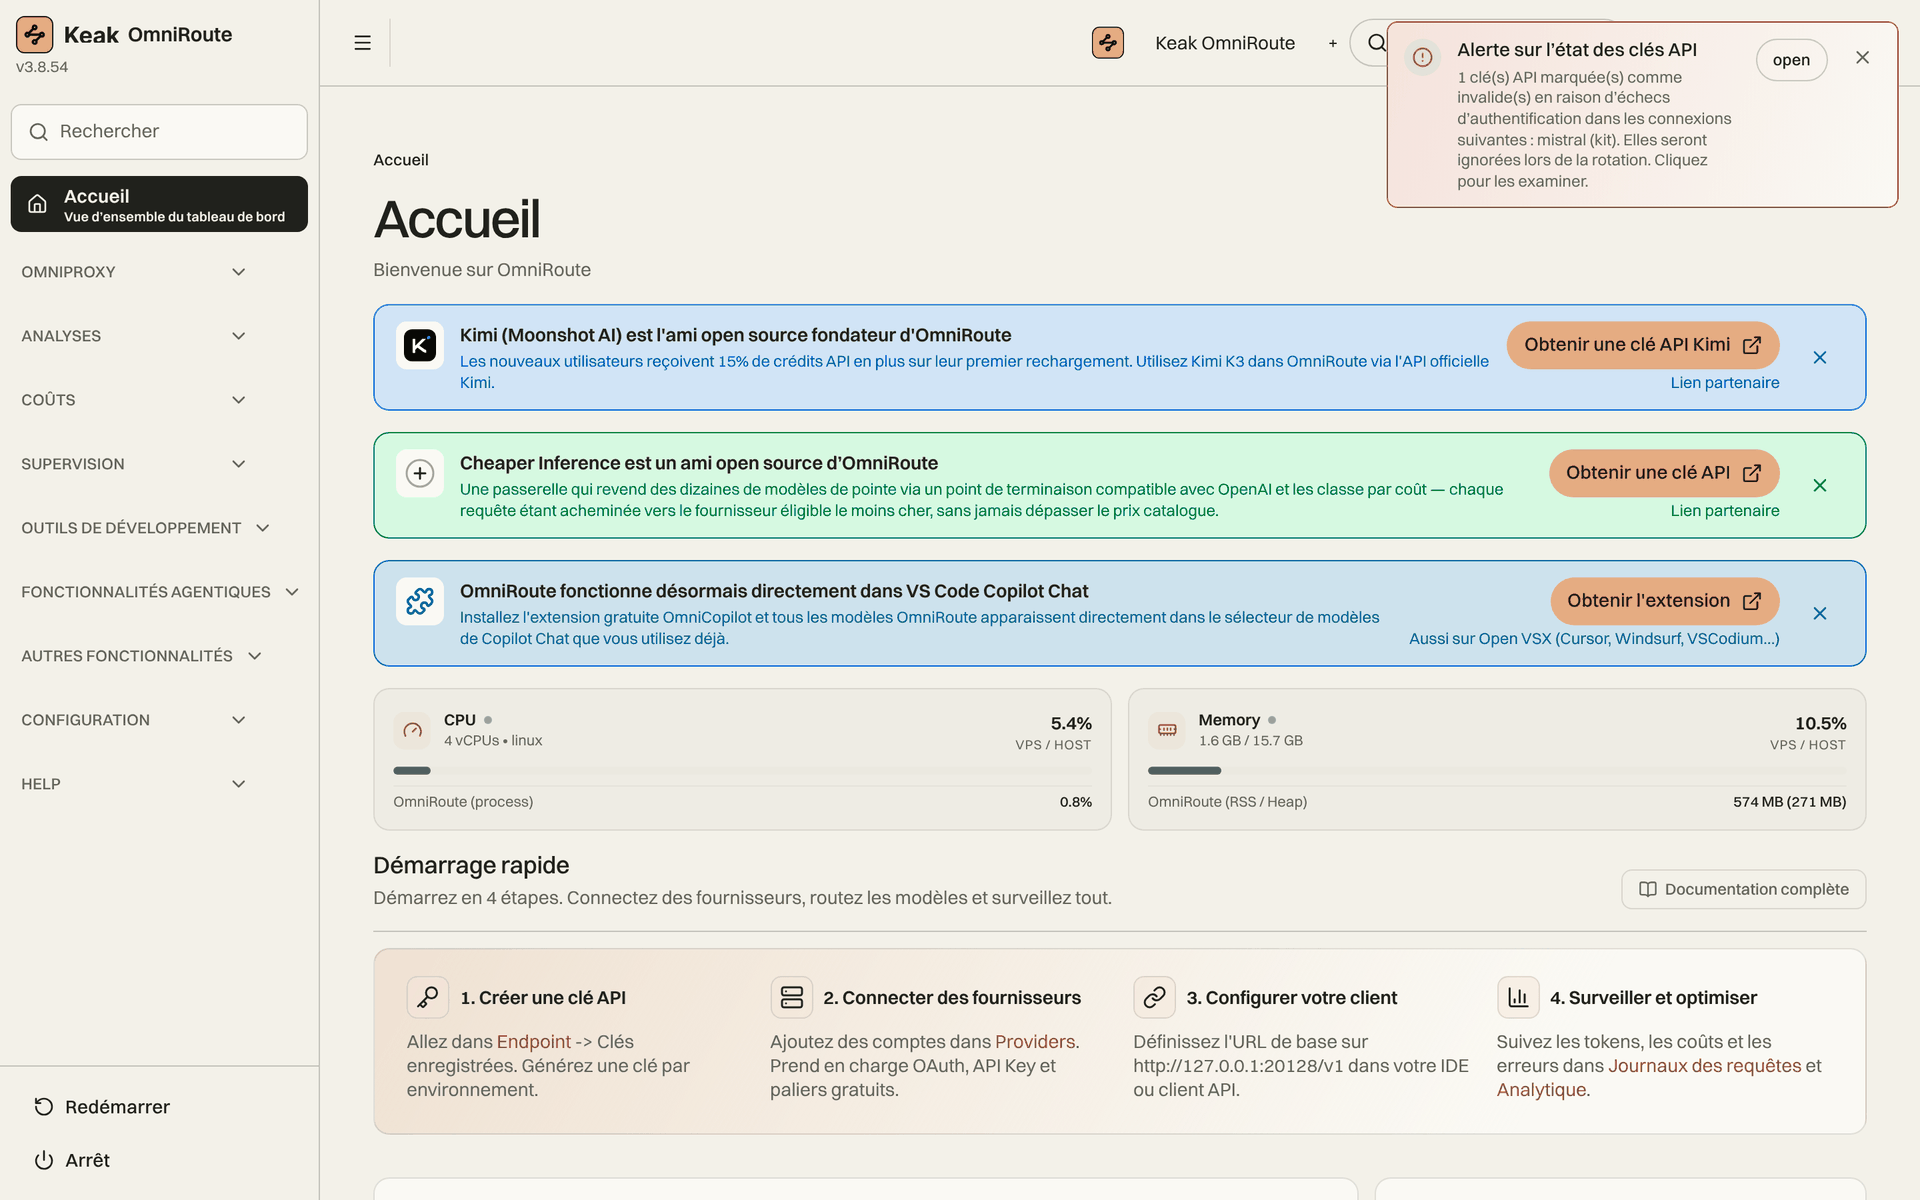 Keak OmniRoute
v3.8.54
Rechercher
Accueil
Vue d'ensemble du tableau de bord
OMNIPROXY
ANALYSES
COÛTS
SUPERVISION
OUTILS DE DÉVELOPPEMENT
FONCTIONNALITÉS AGENTIQUES
AUTRES FONCTIONNALITÉS
CONFIGURATION
HELP
Redémarrer
Arrêt
Keak OmniRoute
+
Alerte sur l’état des clés API
1 clé(s) API marquée(s) comme
invalide(s) en raison d’échecs
d’authentification dans les connexions
suivantes : mistral (kit). Elles seront
ignorées lors de la rotation. Cliquez
pour les examiner.
open
Accueil
Accueil
Bienvenue sur OmniRoute
Kimi (Moonshot AI) est l'ami open source fondateur d'OmniRoute
Les nouveaux utilisateurs reçoivent 15% de crédits API en plus sur leur premier rechargement. Utilisez Kimi K3 dans OmniRoute via l'API officielle
Kimi.
Obtenir une clé API Kimi
Lien partenaire
Cheaper Inference est un ami open source d’OmniRoute
Une passerelle qui revend des dizaines de modèles de pointe via un point de terminaison compatible avec OpenAI et les classe par coût — chaque
requête étant acheminée vers le fournisseur éligible le moins cher, sans jamais dépasser le prix catalogue.
Obtenir une clé API
Lien partenaire
OmniRoute fonctionne désormais directement dans VS Code Copilot Chat
Installez l'extension gratuite OmniCopilot et tous les modèles OmniRoute apparaissent directement dans le sélecteur de modèles
de Copilot Chat que vous utilisez déjà.
Obtenir l'extension
Aussi sur Open VSX (Cursor, Windsurf, VSCodium...)
CPU
4 vCPUs • linux
5.4%
VPS / HOST
OmniRoute (process)
0.8%
Memory
1.6 GB / 15.7 GB
10.5%
VPS / HOST
OmniRoute (RSS / Heap)
574 MB (271 MB)
Démarrage rapide
Démarrez en 4 étapes. Connectez des fournisseurs, routez les modèles et surveillez tout.
Documentation complète
1. Créer une clé API
Allez dans Endpoint -> Clés
enregistrées. Générez une clé par
environnement.
2. Connecter des fournisseurs
Ajoutez des comptes dans Providers.
Prend en charge OAuth, API Key et
paliers gratuits.
3. Configurer votre client
Définissez l'URL de base sur
http://127.0.0.1:20128/v1 dans votre IDE
ou client API.
4. Surveiller et optimiser
Suivez les tokens, les coûts et les
erreurs dans Journaux des requêtes et
Analytique.